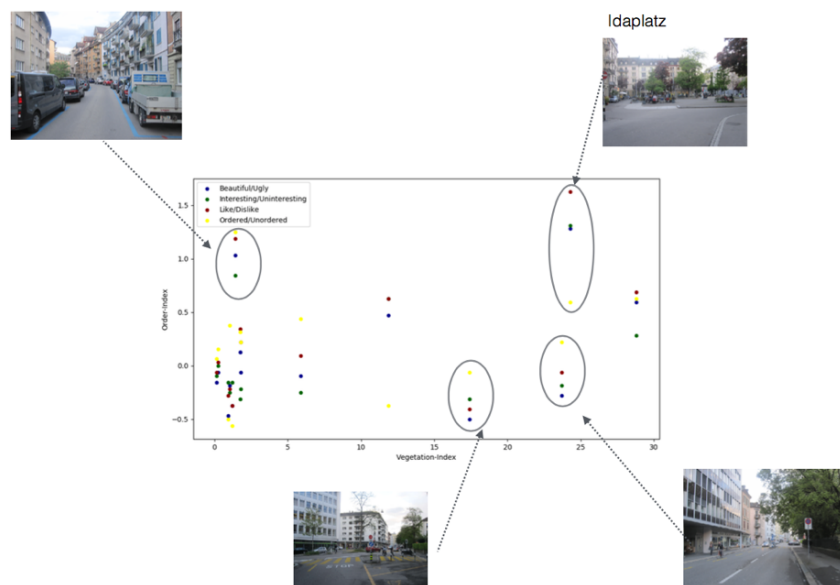 Idaplatz
Beautiful/Ugly
Interesting/Uninteresting
Like/Dislike
Ordered/Unordered
1.5
1.0
0.5
0.0
−0.5
Order-Index
0
5
10
15
20
25
30
Vegetation-Index